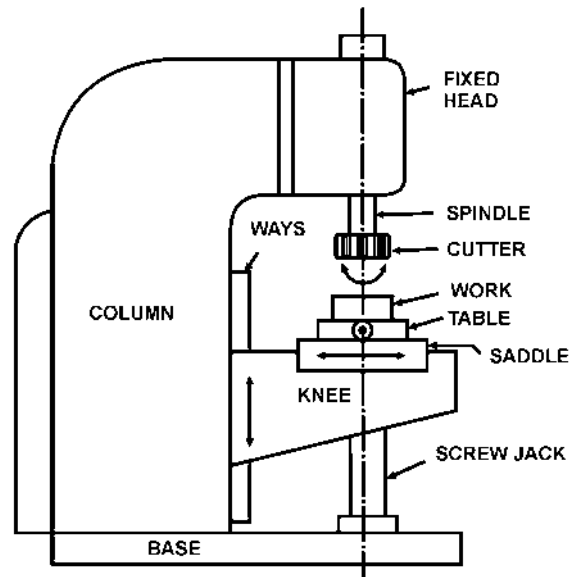 FIXED
HEAD
SPINDLE
WAYS
CUTTER
WORK
COLUMN
TABLE
SADDLE
KNEE
SCREW JACK
BASE